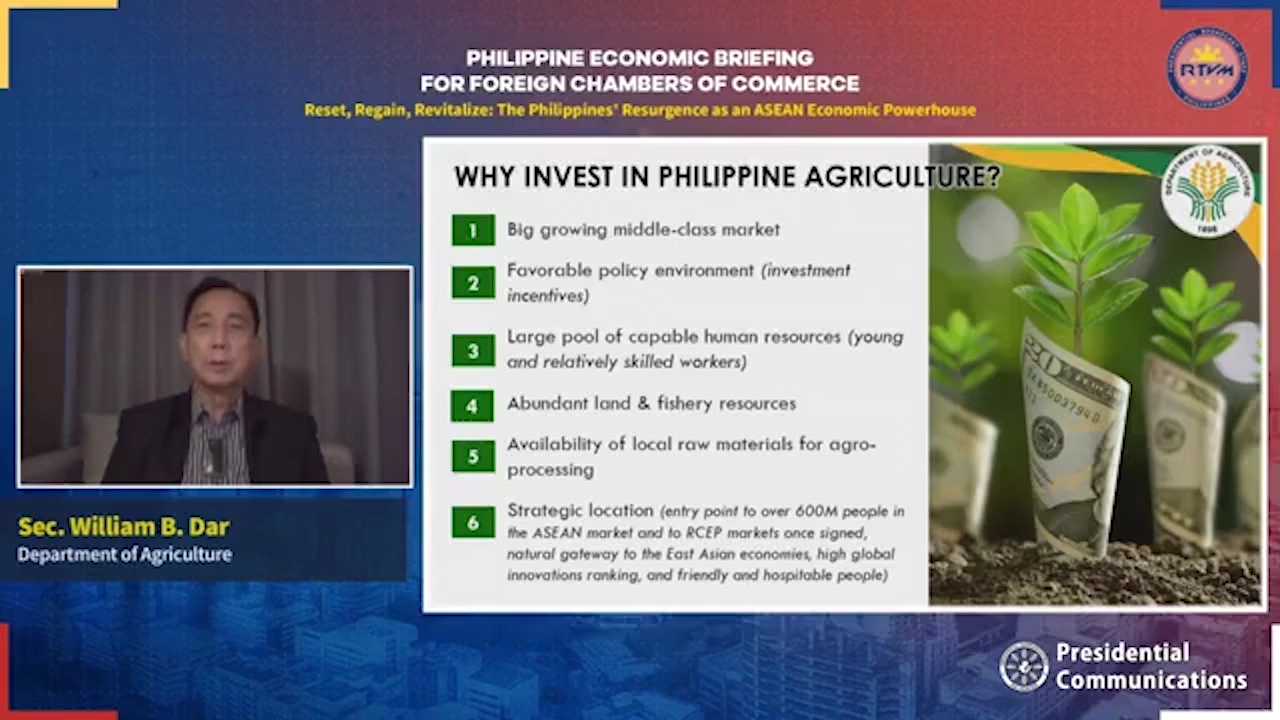 PHILIPPINE ECONOMIC BRIEFING
FOR FOREIGN CHAMBERS OF COMMERCE
Reset, Regain, Revitalize: The Philippines' Resurgence as an ASEAN Economic Powerhouse
RTVM
WHY INVEST IN PHILIPPINE AGRICULTURE?
DEPARTMENT OF AGRICULTURE
1898
1 Big growing middle-class market
2 Favorable policy environment (investment
incentives)
3 Large pool of capable human resources (young
and relatively skilled workers)
4 Abundant land & fishery resources
5 Availability of local raw materials for agro-
processing
6 Strategic location (entry point to over 600M people in
the ASEAN market and to RCEP markets once signed,
natural gateway to the East Asian economies, high global
innovations ranking, and friendly and hospitable people)
Sec. William B. Dar
Department of Agriculture
Presidential
Communications